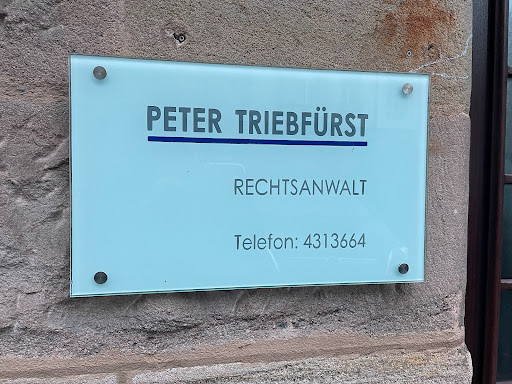 PETER TRIEBFÜRST
RECHTSANWALT
Telefon: 4313664